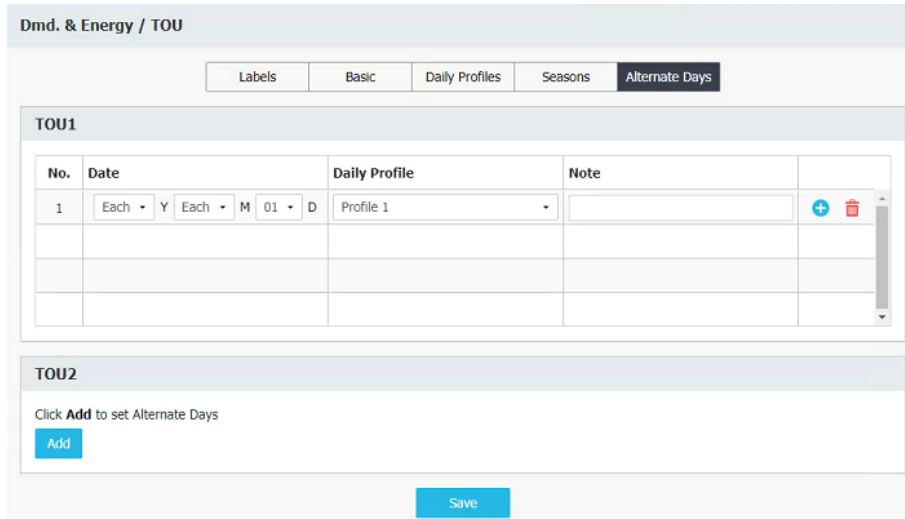 Dmd. & Energy / TOU
Labels Basic Daily Profiles Seasons Alternate Days
TOU1
No. Date Daily Profile Note
1 Each Y Each M 01 D Profile 1
TOU2
Click Add to set Alternate Days
Add
Save